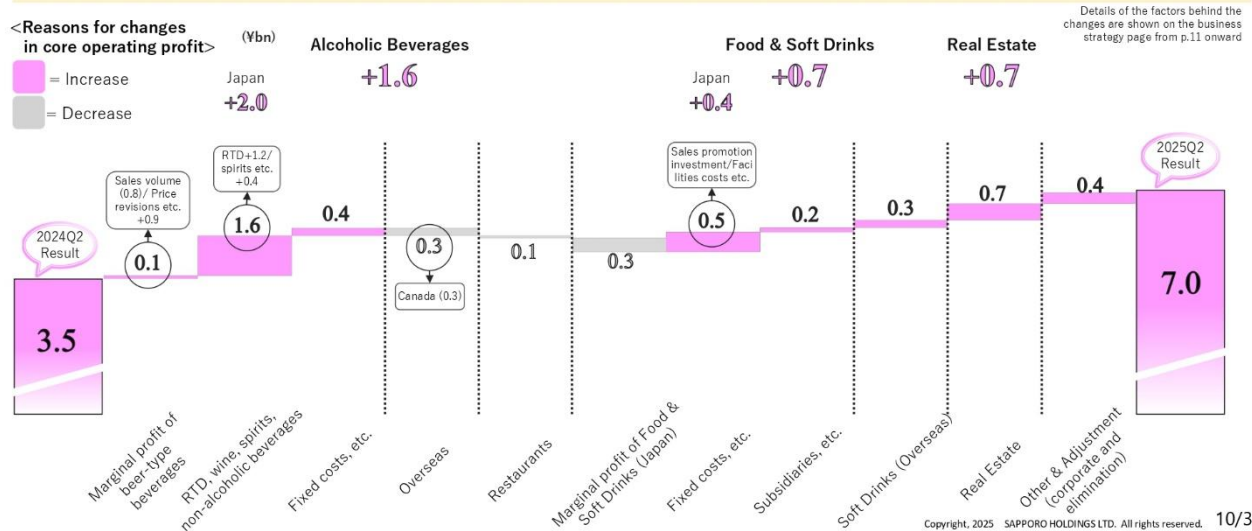 Details of the factors behind the
changes are shown on the business
strategy page from p.11 onward
<Reasons for changes
in core operating profit>
(¥bn)
= Increase
= Decrease
Alcoholic Beverages
+1.6
Japan
+2.0
Food & Soft Drinks
+0.7
Japan
+0.4
Real Estate
+0.7
2024Q2
Result
3.5
Sales volume
(0.8)/ Price
revisions etc.
+0.9
0.1
RTD+1.2/
spirits etc.
+0.4
1.6
0.4
0.3
Canada (0.3)
0.1
0.3
Sales promotion
investment/Faci
lities costs etc.
0.5
0.2
0.3
0.7
0.4
2025Q2
Result
7.0
Marginal profit of
beer-type
beverages
RTD, wine, spirits,
non-alcoholic beverages
Fixed costs, etc.
Overseas
Restaurants
Marginal profit of Food &
Soft Drinks (Japan)
Fixed costs, etc.
Subsidiaries, etc.
Soft Drinks (Overseas)
Real Estate
Other & Adjustment
(corporate and
elimination)
Copyright, 2025 SAPPORO HOLDINGS LTD. All rights reserved.
10/3